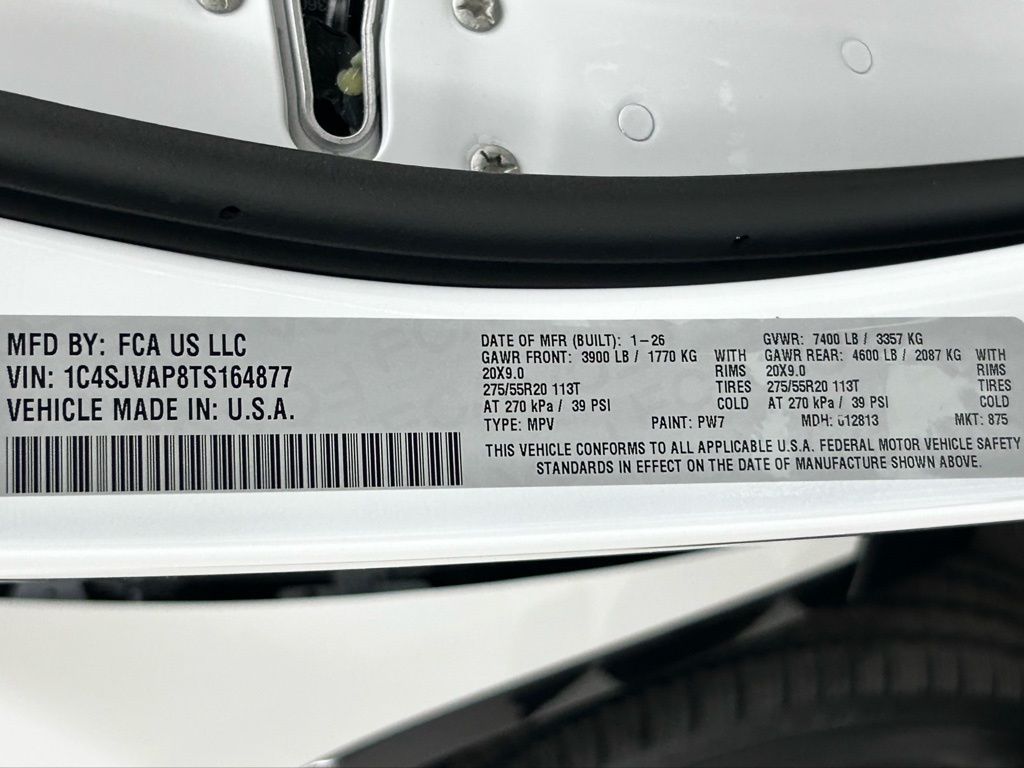 MFD BY: FCA US LLC
VIN: 1C4SJVAP8TS164877
VEHICLE MADE IN: U.S.A.
DATE OF MFR (BUILT): 1-26
GAWR FRONT: 3900 LB / 1770 KG WITH
20X9.0 RIMS
275/55R20 113T TIRES
AT 270 kPa / 39 PSI COLD
GVWR: 7400 LB / 3357 KG
GAWR REAR: 4600 LB / 2087 KG WITH
20X9.0 RIMS
275/55R20 113T TIRES
AT 270 kPa / 39 PSI COLD
TYPE: MPV PAINT: PW7 MDH: 012813 MKT: 875
THIS VEHICLE CONFORMS TO ALL APPLICABLE U.S.A. FEDERAL MOTOR VEHICLE SAFETY
STANDARDS IN EFFECT ON THE DATE OF MANUFACTURE SHOWN ABOVE.